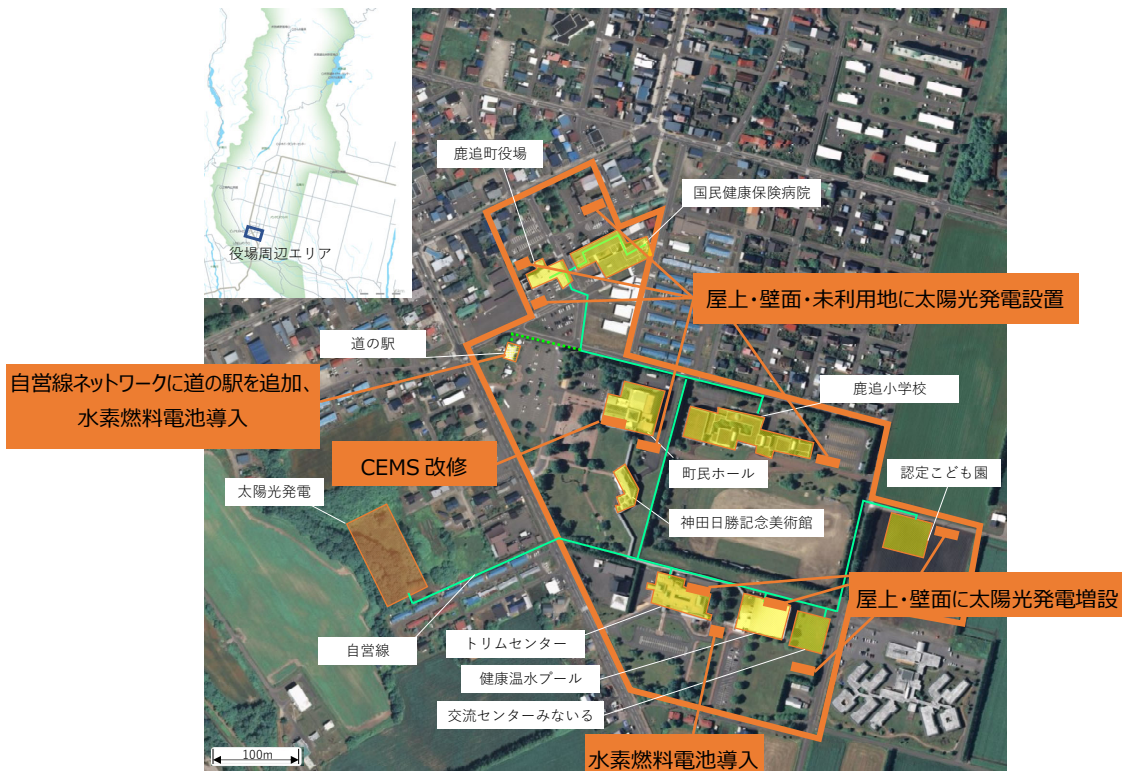 役場周辺エリア
鹿追町役場
国民健康保険病院
屋上・壁面・未利用地に太陽光発電設置
道の駅
自営線ネットワークに道の駅を追加、
水素燃料電池導入
鹿追小学校
CEMS 改修
町民ホール
認定こども園
太陽光発電
神田日勝記念美術館
屋上・壁面に太陽光発電増設
自営線
トリムセンター
健康温水プール
交流センターみないる
水素燃料電池導入
100m